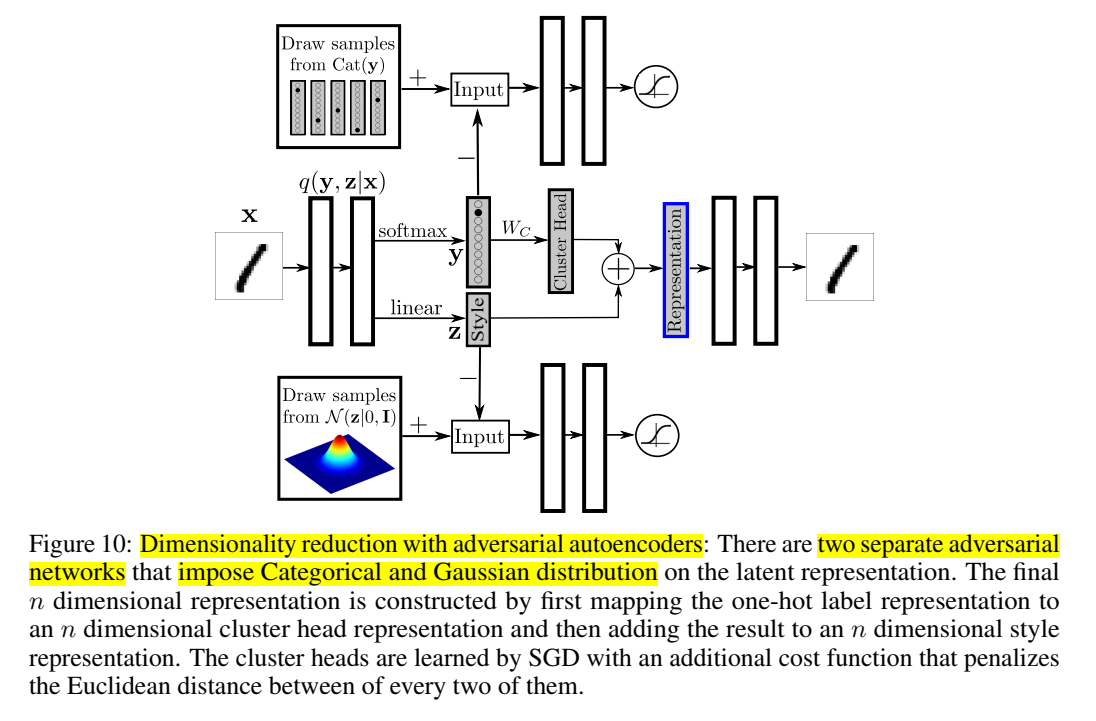 Draw samples
from Cat(y)
+
Input
−
q(y, z|x)
x
softmax
y
W_C
Cluster Head
+
Representation
linear
z
Style
−
Draw samples
from 𝒩(z|0, I)
+
Input
Figure 10: Dimensionality reduction with adversarial autoencoders: There are two separate adversarial
networks that impose Categorical and Gaussian distribution on the latent representation. The final
n dimensional representation is constructed by first mapping the one-hot label representation to
an n dimensional cluster head representation and then adding the result to an n dimensional style
representation. The cluster heads are learned by SGD with an additional cost function that penalizes
the Euclidean distance between of every two of them.